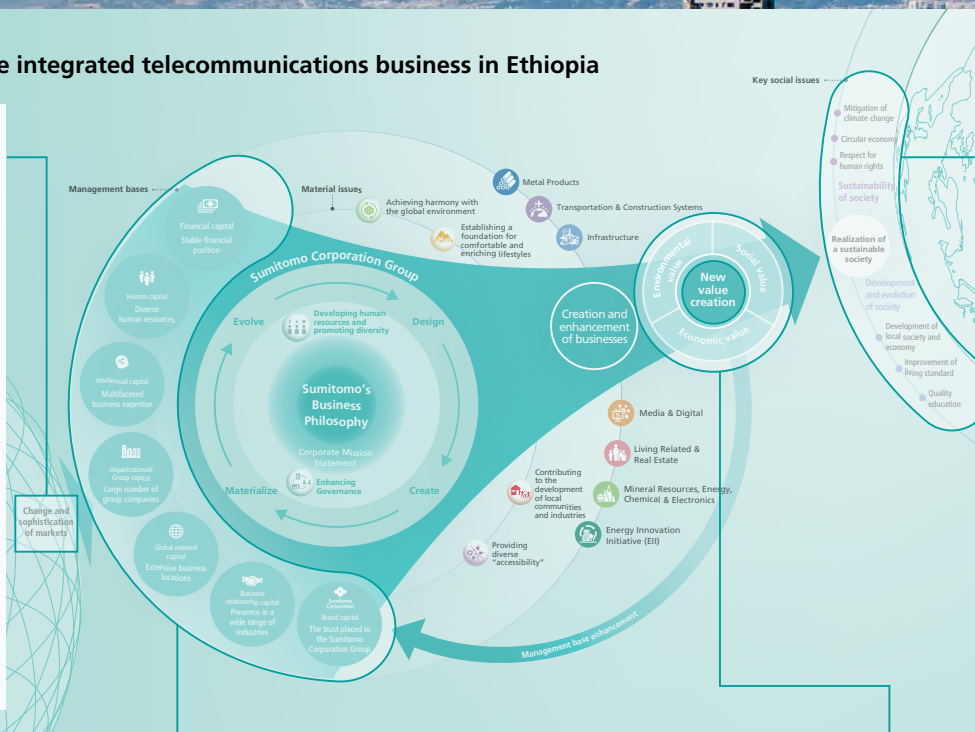 e integrated telecommunications business in Ethiopia
Key social issues
Mitigation of
climate change
Circular economy
Respect for
human rights
Sustainability
of society
Realization of
a sustainable
society
Development
and evolution
of society
Development of
local society and
economy
Improvement of
living standard
Quality
education
Management bases
Financial capital
Stable financial
position
Human capital
Diverse
human resources
Intellectual capital
Multifaceted
business expertise
Organizational/
Group capital
Large number of
group companies
Global network
capital
Extensive business
locations
Business
relationship capital
Presence in a
wide range of
industries
Sumitomo
Corporation
Brand capital
The trust placed in
the Sumitomo
Corporation Group
Change and
sophistication
of markets
Material issues
Achieving harmony with
the global environment
Establishing a
foundation for
comfortable and
enriching lifestyles
Metal Products
Transportation & Construction Systems
Infrastructure
Sumitomo Corporation Group
Evolve
Developing human
resources and
promoting diversity
Design
Sumitomo's
Business
Philosophy
Corporate Mission
Statement
Materialize
Enhancing
Governance
Create
Creation and
enhancement
of businesses
Environmental
value
Social value
Economic value
New
value
creation
Media & Digital
Living Related &
Real Estate
Mineral Resources, Energy,
Chemical & Electronics
Energy Innovation
Initiative (EII)
Contributing
to the
development
of local
communities
and industries
Providing
diverse
"accessibility"
Management base enhancement